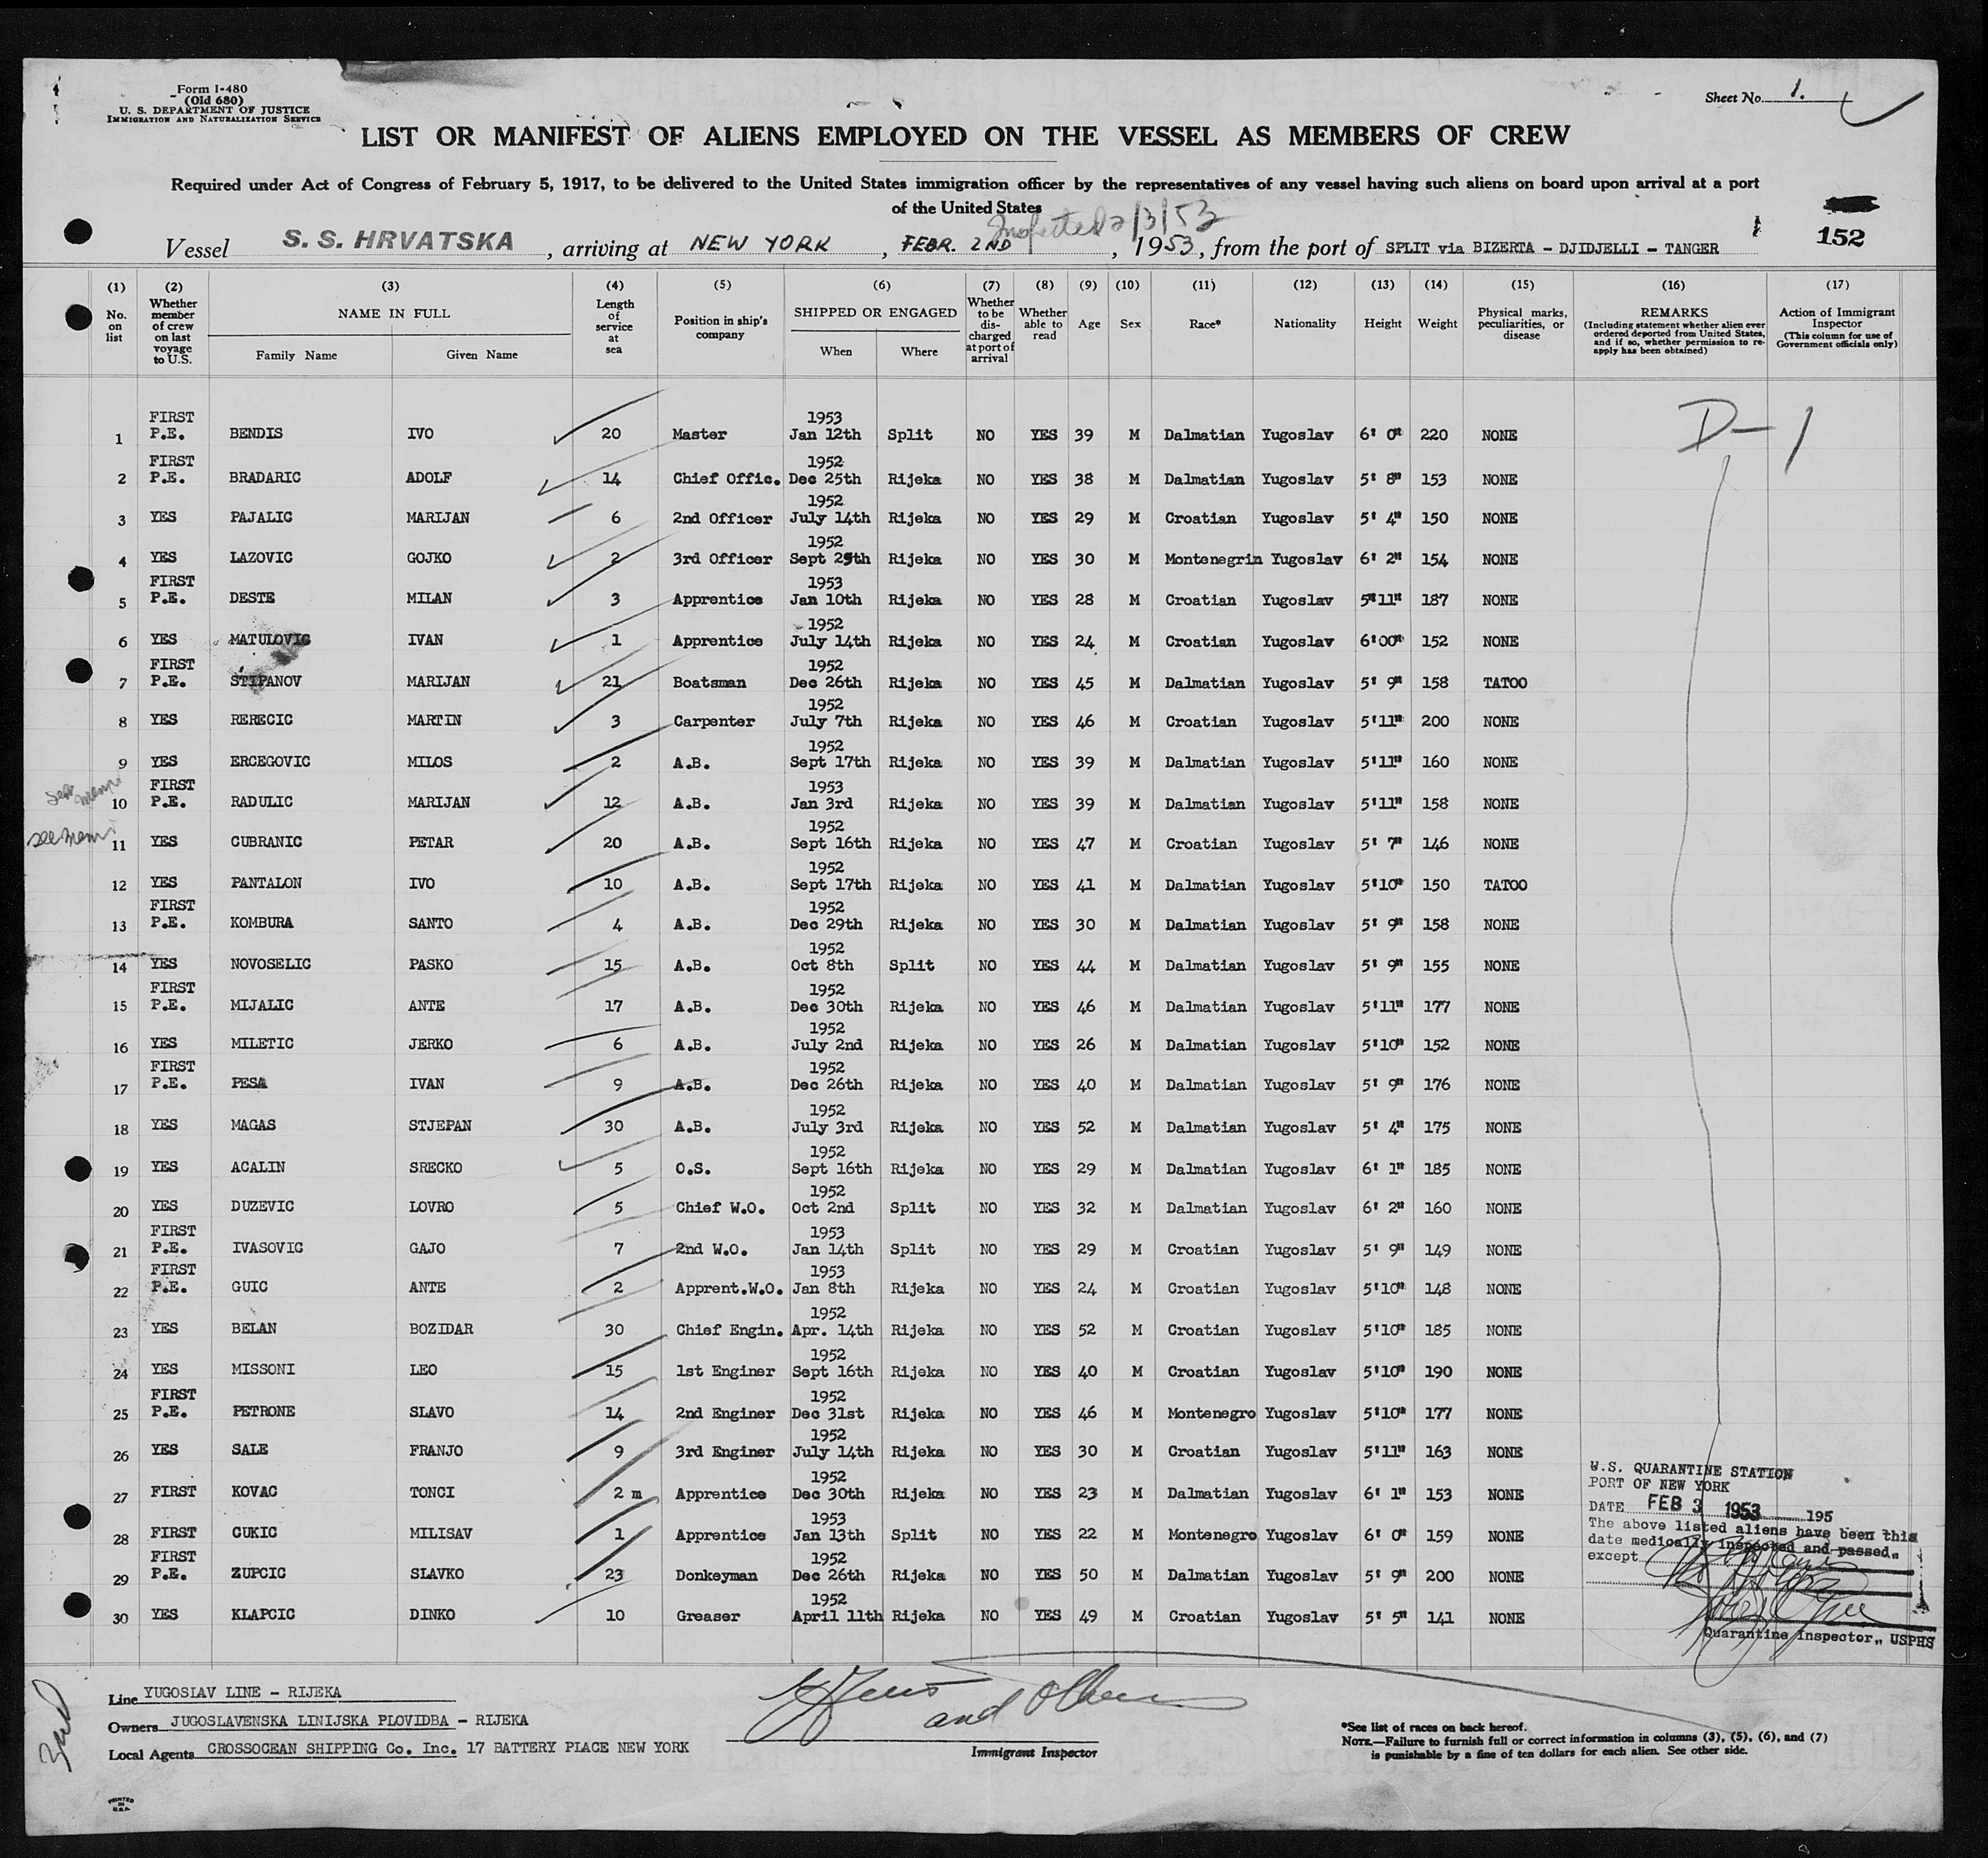 Form I-480
(Old 680)
U. S. DEPARTMENT OF JUSTICE
IMMIGRATION AND NATURALIZATION SERVICE
Sheet No. 1.
LIST OR MANIFEST OF ALIENS EMPLOYED ON THE VESSEL AS MEMBERS OF CREW
Required under Act of Congress of February 5, 1917, to be delivered to the United States immigration officer by the representatives of any vessel having such aliens on board upon arrival at a port
of the United States
Inspected 2/3/53
152
Vessel S. S. HRVATSKA, arriving at NEW YORK, FEBR. 2ND, 1953, from the port of SPLIT via BIZERTA - DJIDJELLI - TANGER
(1) No. on list
(2) Whether member of crew on last voyage to U.S.
(3) NAME IN FULL
Family Name Given Name
(4) Length of service at sea
(5) Position in ship's company
(6) SHIPPED OR ENGAGED
When Where
(7) Whether to be discharged at port of arrival
(8) Whether able to read
(9) Age
(10) Sex
(11) Race*
(12) Nationality
(13) Height
(14) Weight
(15) Physical marks, peculiarities, or disease
(16) REMARKS
(Including statement whether alien ever ordered deported from United States, and if so, whether permission to re-apply has been obtained)
(17) Action of Immigrant Inspector
(This column for use of Government officials only)
D-1
1 FIRST P.E. BENDIS IVO 20 Master 1953 Jan 12th Split NO YES 39 M Dalmatian Yugoslav 6' 0" 220 NONE
2 FIRST P.E. BRADARIC ADOLF 14 Chief Offic. 1952 Dec 25th Rijeka NO YES 38 M Dalmatian Yugoslav 5' 8" 153 NONE
3 YES PAJALIC MARIJAN 6 2nd Officer 1952 July 14th Rijeka NO YES 29 M Croatian Yugoslav 5' 4" 150 NONE
4 YES LAZOVIC GOJKO 2 3rd Officer 1952 Sept 29th Rijeka NO YES 30 M Montenegrin Yugoslav 6' 2" 154 NONE
5 FIRST P.E. DESTE MILAN 3 Apprentice 1953 Jan 10th Rijeka NO YES 28 M Croatian Yugoslav 5'11" 187 NONE
6 YES MATULOVIC IVAN 1 Apprentice 1952 July 14th Rijeka NO YES 24 M Croatian Yugoslav 6'00" 152 NONE
7 FIRST P.E. STIPANOV MARIJAN 21 Boatsman 1952 Dec 26th Rijeka NO YES 45 M Dalmatian Yugoslav 5' 9" 158 TATOO
8 YES RERECIC MARTIN 3 Carpenter 1952 July 7th Rijeka NO YES 46 M Croatian Yugoslav 5'11" 200 NONE
9 YES ERCEGOVIC MILOS 2 A.B. 1952 Sept 17th Rijeka NO YES 39 M Dalmatian Yugoslav 5'11" 160 NONE
see memo
10 FIRST P.E. RADULIC MARIJAN 12 A.B. 1953 Jan 3rd Rijeka NO YES 39 M Dalmatian Yugoslav 5'11" 158 NONE
see memo
11 YES CUBRANIC PETAR 20 A.B. 1952 Sept 16th Rijeka NO YES 47 M Croatian Yugoslav 5' 7" 146 NONE
12 YES PANTALON IVO 10 A.B. 1952 Sept 17th Rijeka NO YES 41 M Dalmatian Yugoslav 5'10" 150 TATOO
13 FIRST P.E. KOMBURA SANTO 4 A.B. 1952 Dec 29th Rijeka NO YES 30 M Dalmatian Yugoslav 5' 9" 158 NONE
14 YES NOVOSELIC PASKO 15 A.B. 1952 Oct 8th Split NO YES 44 M Dalmatian Yugoslav 5' 9" 155 NONE
15 FIRST P.E. MIJALIC ANTE 17 A.B. 1952 Dec 30th Rijeka NO YES 46 M Dalmatian Yugoslav 5'11" 177 NONE
16 YES MILETIC JERKO 6 A.B. 1952 July 2nd Rijeka NO YES 26 M Dalmatian Yugoslav 5'10" 152 NONE
17 FIRST P.E. PESA IVAN 9 A.B. 1952 Dec 26th Rijeka NO YES 40 M Dalmatian Yugoslav 5' 9" 176 NONE
18 YES MAGAS STJEPAN 30 A.B. 1952 July 3rd Rijeka NO YES 52 M Dalmatian Yugoslav 5' 4" 175 NONE
19 YES ACALIN SRECKO 5 O.S. 1952 Sept 16th Rijeka NO YES 29 M Dalmatian Yugoslav 6' 1" 185 NONE
20 YES DUZEVIC LOVRO 5 Chief W.O. 1952 Oct 2nd Split NO YES 32 M Dalmatian Yugoslav 6' 2" 160 NONE
21 FIRST P.E. IVASOVIC GAJO 7 2nd W.O. 1953 Jan 14th Split NO YES 29 M Croatian Yugoslav 5' 9" 149 NONE
22 FIRST P.E. GUIC ANTE 2 Apprent.W.O. 1953 Jan 8th Rijeka NO YES 24 M Croatian Yugoslav 5'10" 148 NONE
23 YES BELAN BOZIDAR 30 Chief Engin. 1952 Apr. 14th Rijeka NO YES 52 M Croatian Yugoslav 5'10" 185 NONE
24 YES MISSONI LEO 15 1st Enginer 1952 Sept 16th Rijeka NO YES 40 M Croatian Yugoslav 5'10" 190 NONE
25 FIRST P.E. PETRONE SLAVO 14 2nd Enginer 1952 Dec 31st Rijeka NO YES 46 M Montenegro Yugoslav 5'10" 177 NONE
26 YES SALE FRANJO 9 3rd Enginer 1952 July 14th Rijeka NO YES 30 M Croatian Yugoslav 5'11" 163 NONE
27 FIRST KOVAC TONCI 2 m Apprentice 1952 Dec 30th Rijeka NO YES 23 M Dalmatian Yugoslav 6' 1" 153 NONE
28 FIRST CUKIC MILISAV 1 Apprentice 1953 Jan 13th Split NO YES 22 M Montenegro Yugoslav 6' 0" 159 NONE
29 FIRST P.E. ZUPCIC SLAVKO 23 Donkeyman 1952 Dec 26th Rijeka NO YES 50 M Dalmatian Yugoslav 5' 9" 200 NONE
30 YES KLAPCIC DINKO 10 Greaser 1952 April 11th Rijeka NO YES 49 M Croatian Yugoslav 5' 5" 141 NONE
U.S. QUARANTINE STATION
PORT OF NEW YORK
DATE FEB 3 1953 195
The above listed aliens have been this
date medically inspected and passed.
except
Quarantine Inspector,, USPHS
2nd
Line YUGOSLAV LINE - RIJEKA
Owners JUGOSLAVENSKA LINIJSKA PLOVIDBA - RIJEKA
Local Agents CROSSOCEAN SHIPPING Co. Inc. 17 BATTERY PLACE NEW YORK
and Others
Immigrant Inspector
*See list of races on back hereof.
NOTE.—Failure to furnish full or correct information in columns (3), (5), (6), and (7)
is punishable by a fine of ten dollars for each alien. See other side.
PRINTED
IN
U.S.A.